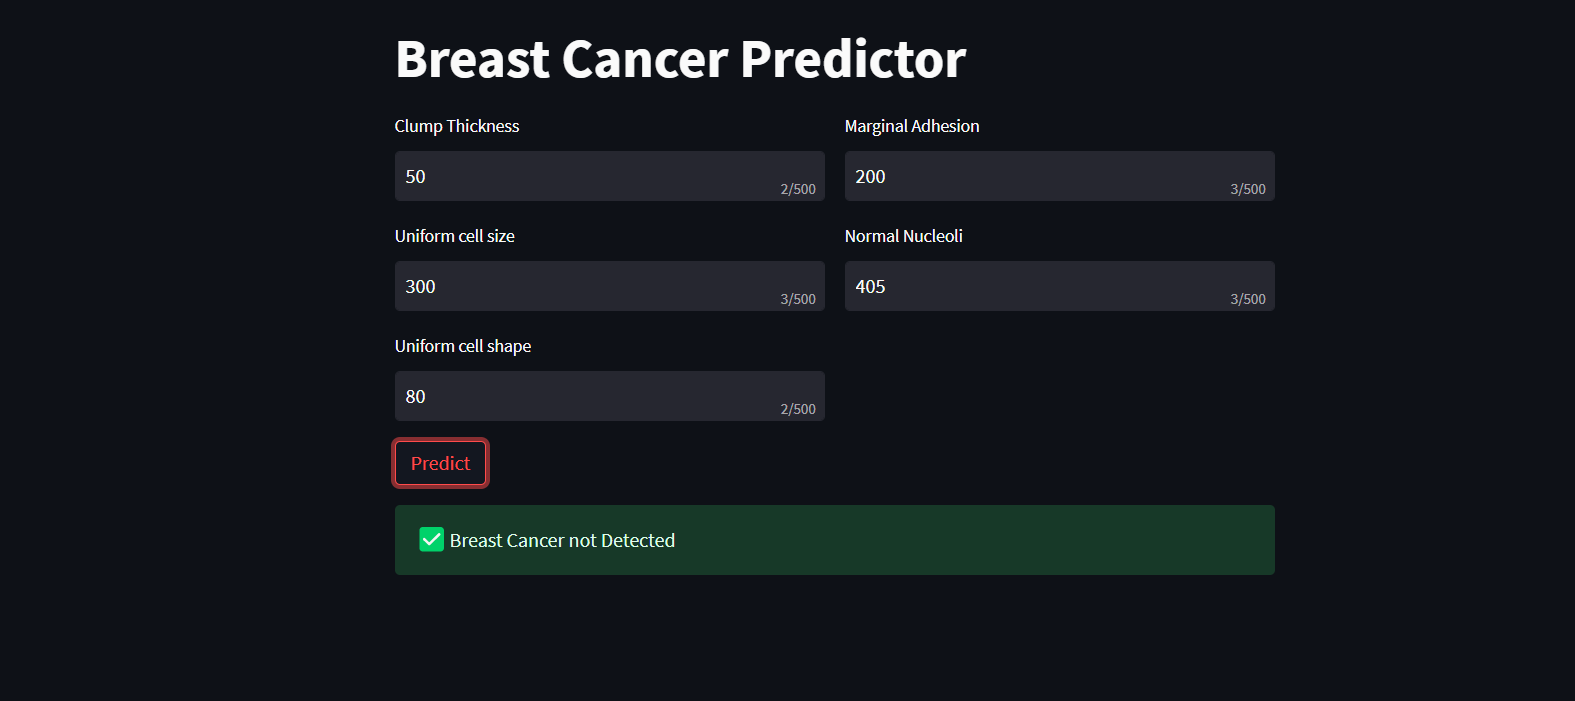 Breast Cancer Predictor
Clump Thickness
50
2/500
Uniform cell size
300
3/500
Uniform cell shape
80
2/500
Marginal Adhesion
200
3/500
Normal Nucleoli
405
3/500
Predict
Breast Cancer not Detected